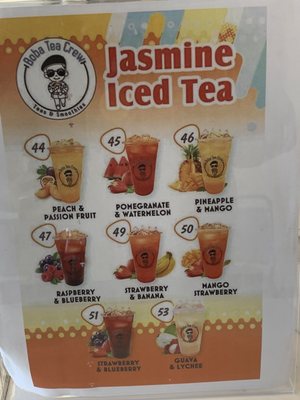 Boba Tea Crew
Teas & Smoothies
Jasmine
Iced Tea
44
45
46
PEACH &
PASSION FRUIT
POMEGRANATE
& WATERMELON
PINEAPPLE
& MANGO
47
49
50
RASPBERRY
& BLUEBERRY
STRAWBERRY
& BANANA
MANGO
STRAWBERRY
51
53
STRAWBERRY
& BLUEBERRY
GUAVA
& LYCHEE